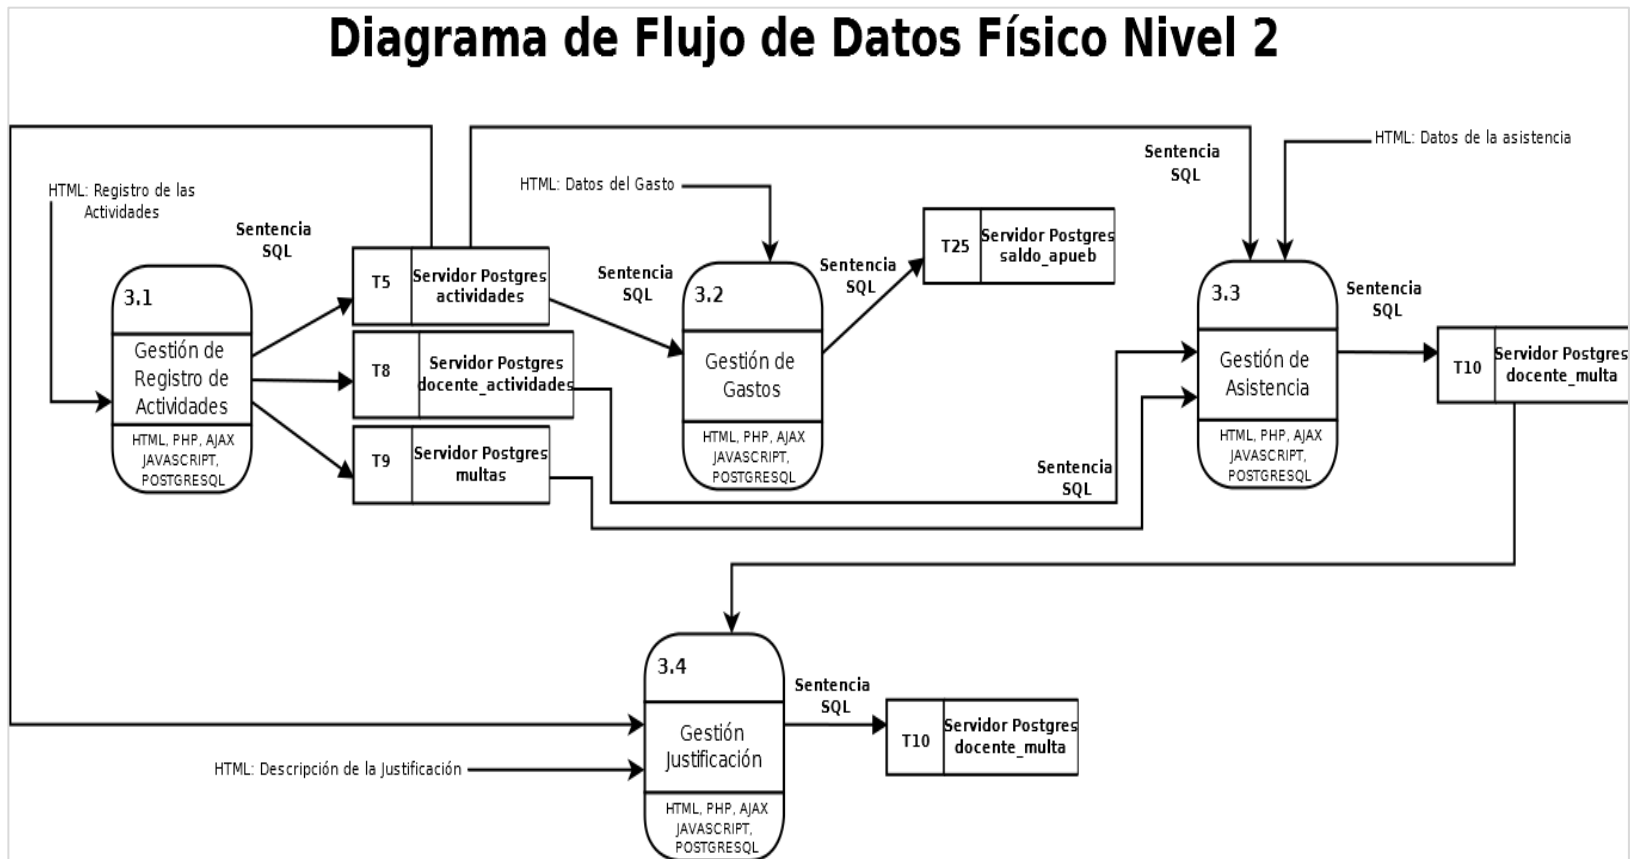 Diagrama de Flujo de Datos Físico Nivel 2
HTML: Registro de las
Actividades
Sentencia
SQL
3.1
Gestión de
Registro de
Actividades
HTML, PHP, AJAX
JAVASCRIPT,
POSTGRESQL
T5
Servidor Postgres
actividades
T8
Servidor Postgres
docente_actividades
T9
Servidor Postgres
multas
HTML: Datos del Gasto
Sentencia
SQL
3.2
Gestión de
Gastos
HTML, PHP, AJAX
JAVASCRIPT,
POSTGRESQL
Sentencia
SQL
T25
Servidor Postgres
saldo_apueb
Sentencia
SQL
HTML: Datos de la asistencia
Sentencia
SQL
3.3
Gestión de
Asistencia
HTML, PHP, AJAX
JAVASCRIPT,
POSTGRESQL
Sentencia
SQL
T10
Servidor Postgres
docente_multa
HTML: Descripción de la Justificación
3.4
Gestión
Justificación
HTML, PHP, AJAX
JAVASCRIPT,
POSTGRESQL
Sentencia
SQL
T10
Servidor Postgres
docente_multa